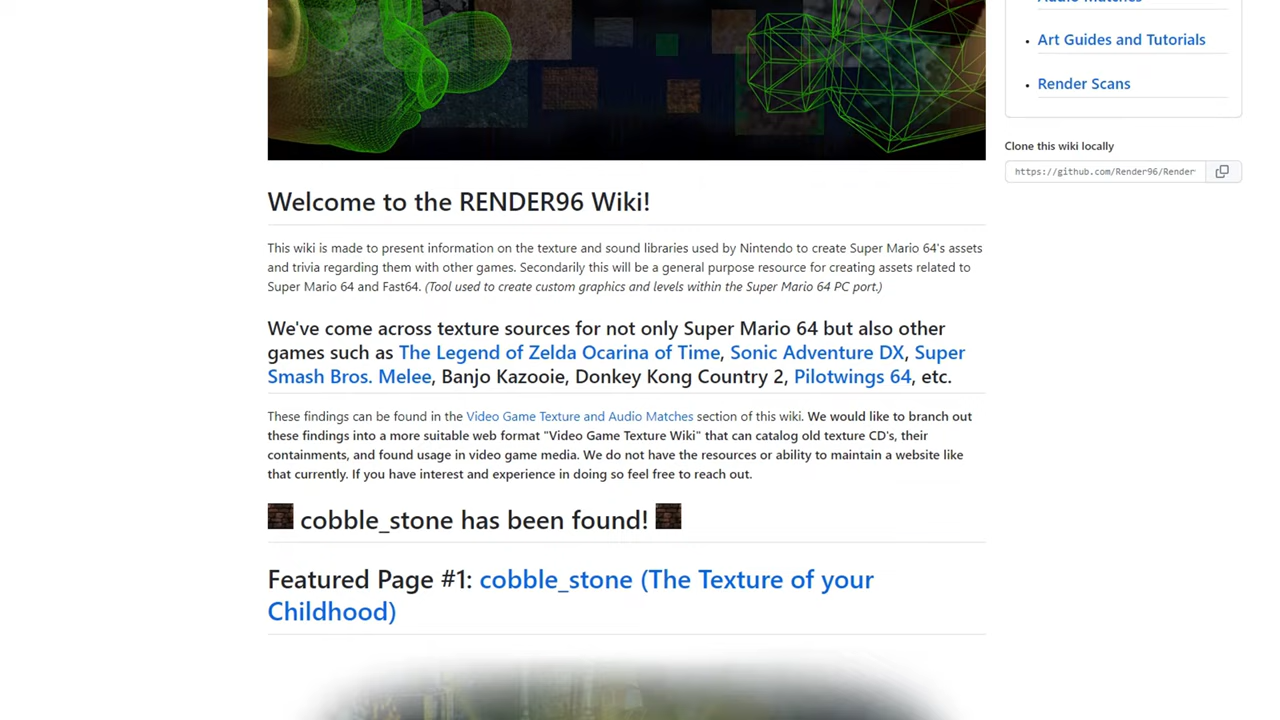 Art Guides and Tutorials
Render Scans
Clone this wiki locally
https://github.com/Render96/Render
Welcome to the RENDER96 Wiki!
This wiki is made to present information on the texture and sound libraries used by Nintendo to create Super Mario 64's assets
and trivia regarding them with other games. Secondarily this will be a general purpose resource for creating assets related to
Super Mario 64 and Fast64. (Tool used to create custom graphics and levels within the Super Mario 64 PC port.)
We've come across texture sources for not only Super Mario 64 but also other
games such as The Legend of Zelda Ocarina of Time, Sonic Adventure DX, Super
Smash Bros. Melee, Banjo Kazooie, Donkey Kong Country 2, Pilotwings 64, etc.
These findings can be found in the Video Game Texture and Audio Matches section of this wiki. We would like to branch out
these findings into a more suitable web format "Video Game Texture Wiki" that can catalog old texture CD's, their
containments, and found usage in video game media. We do not have the resources or ability to maintain a website like
that currently. If you have interest and experience in doing so feel free to reach out.
cobble_stone has been found!
Featured Page #1: cobble_stone (The Texture of your
Childhood)